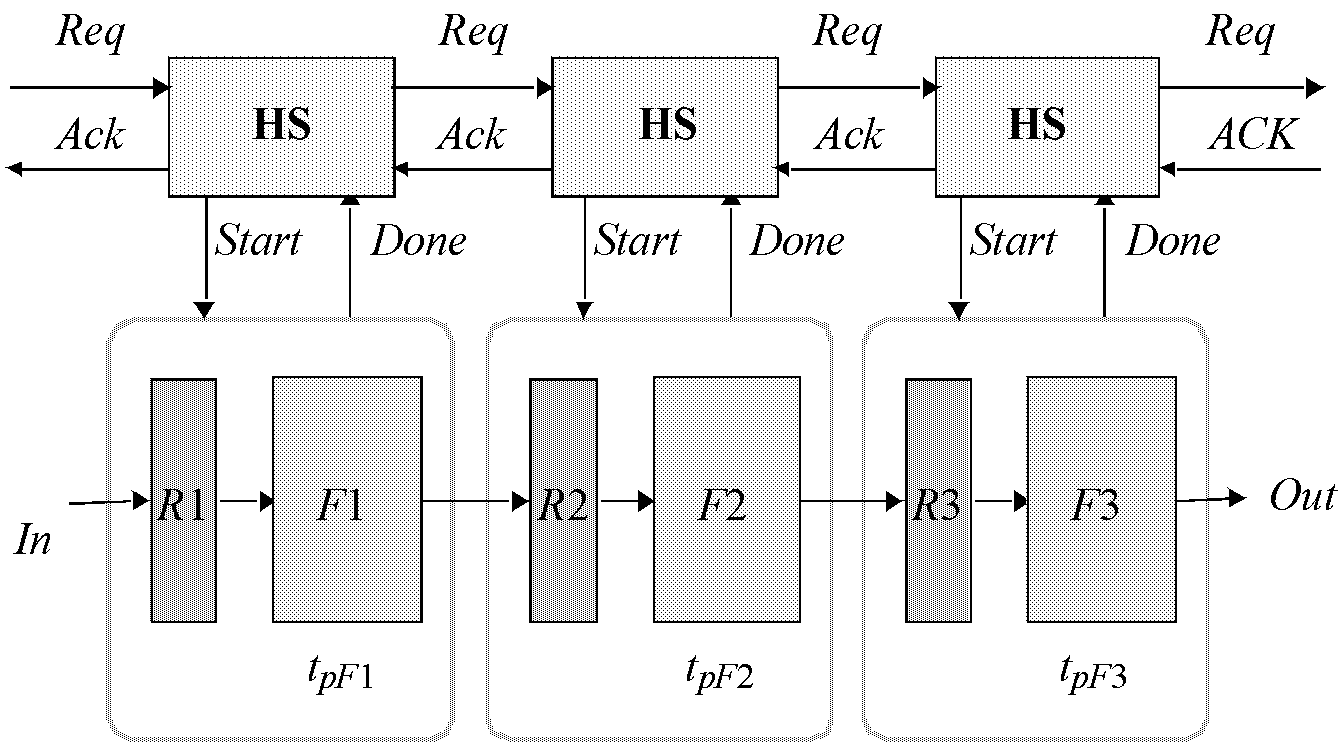 Req Req Req Req
HS HS HS
Ack Ack Ack ACK
Start Done Start Done Start Done
R1 F1 R2 F2 R3 F3 Out
In
tpF1 tpF2 tpF3